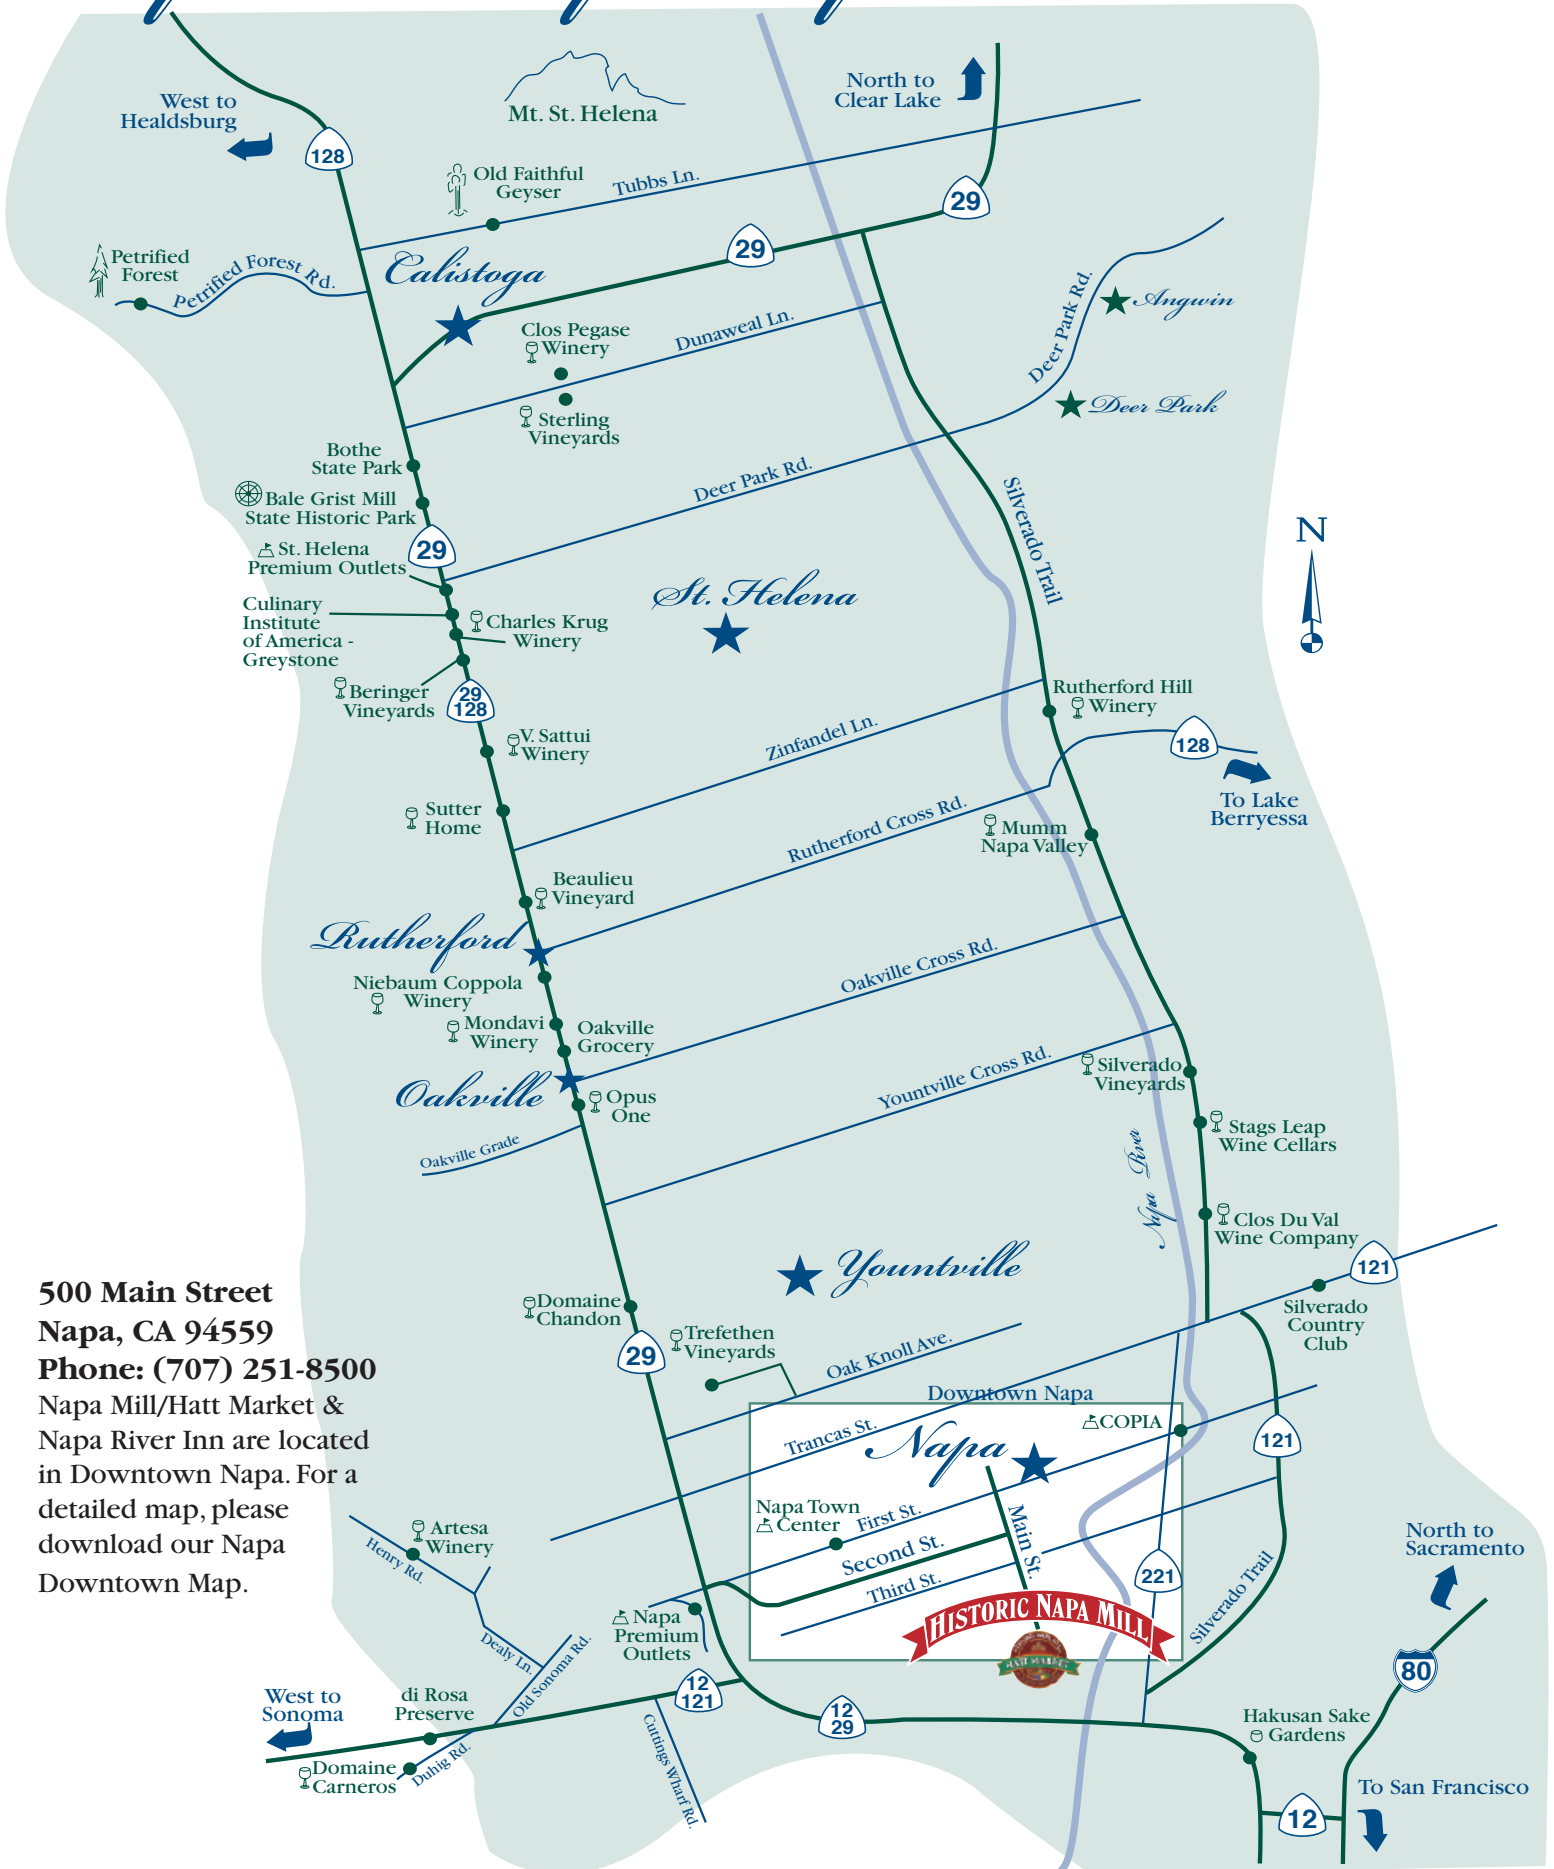 West to
Healdsburg
128
Mt. St. Helena
North to
Clear Lake
Old Faithful
Geyser
Tubbs Ln.
29
29
Petrified
Forest
Petrified Forest Rd.
Calistoga
Deer Park Rd.
Angwin
Clos Pegase
Winery
Dunaweal Ln.
Deer Park
Sterling
Vineyards
Bothe
State Park
Deer Park Rd.
Silverado Trail
Bale Grist Mill
State Historic Park
29
N
St. Helena
Premium Outlets
St. Helena
Culinary
Institute
of America -
Greystone
Charles Krug
Winery
Beringer
Vineyards
29
128
Rutherford Hill
Winery
V. Sattui
Winery
Zinfandel Ln.
128
To Lake
Berryessa
Sutter
Home
Rutherford Cross Rd.
Mumm
Napa Valley
Beaulieu
Vineyard
Rutherford
Niebaum Coppola
Winery
Oakville Cross Rd.
Mondavi
Winery
Oakville
Grocery
Oakville
Opus
One
Yountville Cross Rd.
Silverado
Vineyards
Oakville Grade
Stags Leap
Wine Cellars
Napa River
Clos Du Val
Wine Company
121
Yountville
500 Main Street
Napa, CA 94559
Phone: (707) 251-8500
Napa Mill/Hatt Market &
Napa River Inn are located
in Downtown Napa. For a
detailed map, please
download our Napa
Downtown Map.
Domaine
Chandon
Silverado
Country
Club
29
Trefethen
Vineyards
Oak Knoll Ave.
Downtown Napa
Trancas St.
Napa
COPIA
121
Napa Town
Center
First St.
Main St.
Second St.
Third St.
221
Silverado Trail
Artesa
Winery
Henry Rd.
North to
Sacramento
HISTORIC NAPA MILL
Napa
Premium
Outlets
Dealy Ln.
Old Sonoma Rd.
80
West to
Sonoma
di Rosa
Preserve
12
121
12
29
Hakusan Sake
Gardens
Cuttings Wharf Rd.
Domaine
Carneros
Duhig Rd.
To San Francisco
12